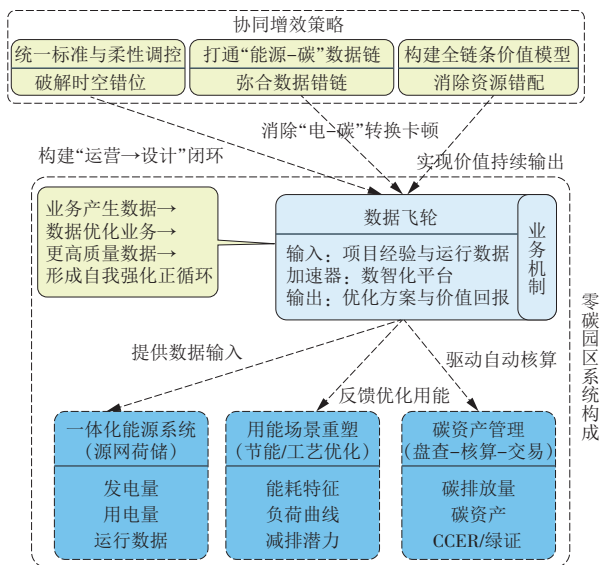 协同增效策略
统一标准与柔性调控
破解时空错位
打通“能源-碳”数据链
弥合数据错链
构建全链条价值模型
消除资源错配
消除“电-碳”转换卡顿
构建“运营→设计”闭环
实现价值持续输出
业务产生数据→
数据优化业务→
更高质量数据→
形成自我强化正循环
数据飞轮
输入：项目经验与运行数据
加速器：数智化平台
输出：优化方案与价值回报
业务机制
零碳园区系统构成
提供数据输入
反馈优化用能
驱动自动核算
一体化能源系统
(源网荷储)
发电量
用电量
运行数据
用能场景重塑
(节能/工艺优化)
能耗特征
负荷曲线
减排潜力
碳资产管理
(盘查-核算-交易)
碳排放量
碳资产
CCER/绿证